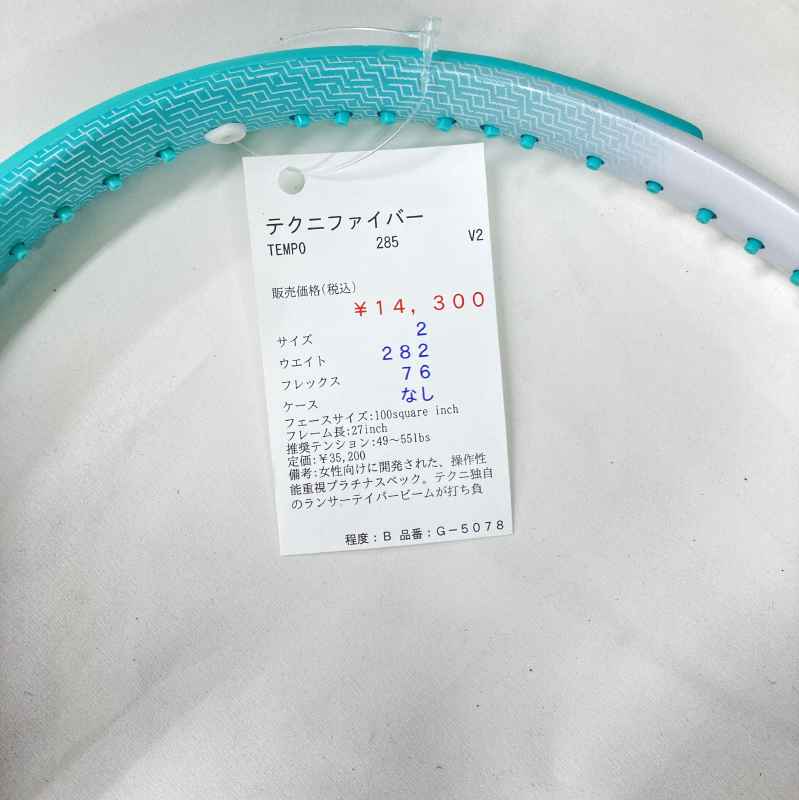 テクニファイバー
TEMPO 285 V2
販売価格(税込)
￥１４，３００
サイズ 2
ウエイト ２８２
フレックス ７６
ケース なし
フェースサイズ:100square inch
フレーム長:27inch
推奨テンション:49～55lbs
定価:￥35,200
備考:女性向けに開発された、操作性
能重視プラチナスペック。テクニ独自
のランサーテイパービームが打ち負
程度：Ｂ 品番：Ｇ－５０７８